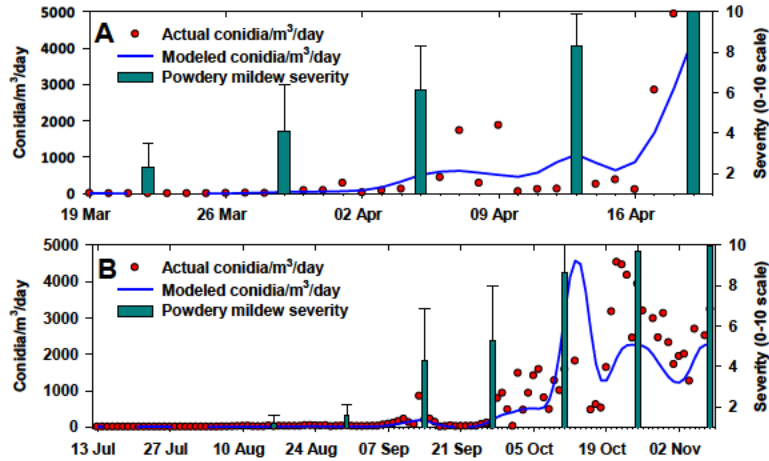 A
Actual conidia/m³/day
Modeled conidia/m³/day
Powdery mildew severity
Conidia/m³/day
5000
4000
3000
2000
1000
0
10
8
6
4
2
Severity (0-10 scale)
19 Mar 26 Mar 02 Apr 09 Apr 16 Apr
B
Actual conidia/m³/day
Modeled conidia/m³/day
Powdery mildew severity
Conidia/m³/day
5000
4000
3000
2000
1000
0
10
8
6
4
2
Severity (0-10 scale)
13 Jul 27 Jul 10 Aug 24 Aug 07 Sep 21 Sep 05 Oct 19 Oct 02 Nov